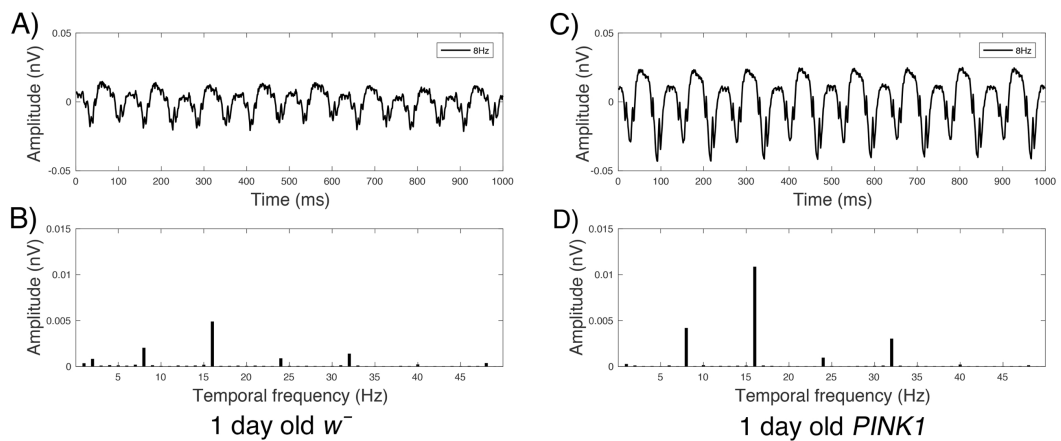 A)
0.05
0
-0.05
Amplitude (nV)
8Hz
0 100 200 300 400 500 600 700 800 900 1000
Time (ms)
C)
0.05
0
-0.05
Amplitude (nV)
8Hz
0 100 200 300 400 500 600 700 800 900 1000
Time (ms)
B)
0.015
0.01
0.005
0
Amplitude (nV)
5 10 15 20 25 30 35 40 45
Temporal frequency (Hz)
1 day old w⁻
D)
0.015
0.01
0.005
0
Amplitude (nV)
5 10 15 20 25 30 35 40 45
Temporal frequency (Hz)
1 day old PINK1